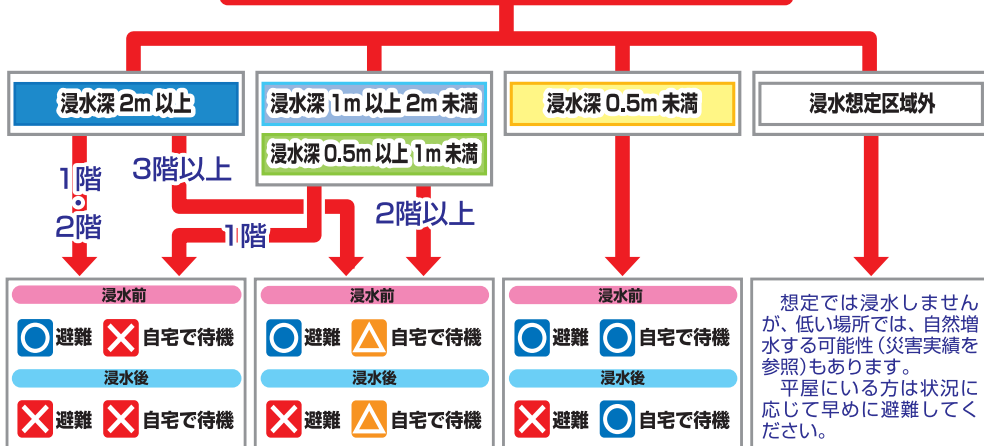 浸水深 2m 以上
浸水深 1m 以上 2m 未満
浸水深 0.5m 以上 1m 未満
浸水深 0.5m 未満
浸水想定区域外
1階
・
2階
3階以上
1階
2階以上
浸水前
避難 自宅で待機
浸水後
避難 自宅で待機
浸水前
避難 自宅で待機
浸水後
避難 自宅で待機
浸水前
避難 自宅で待機
浸水後
避難 自宅で待機
想定では浸水しません
が、低い場所では、自然増
水する可能性(災害実績を
参照)もあります。
平屋にいる方は状況に
応じて早めに避難してく
ださい。